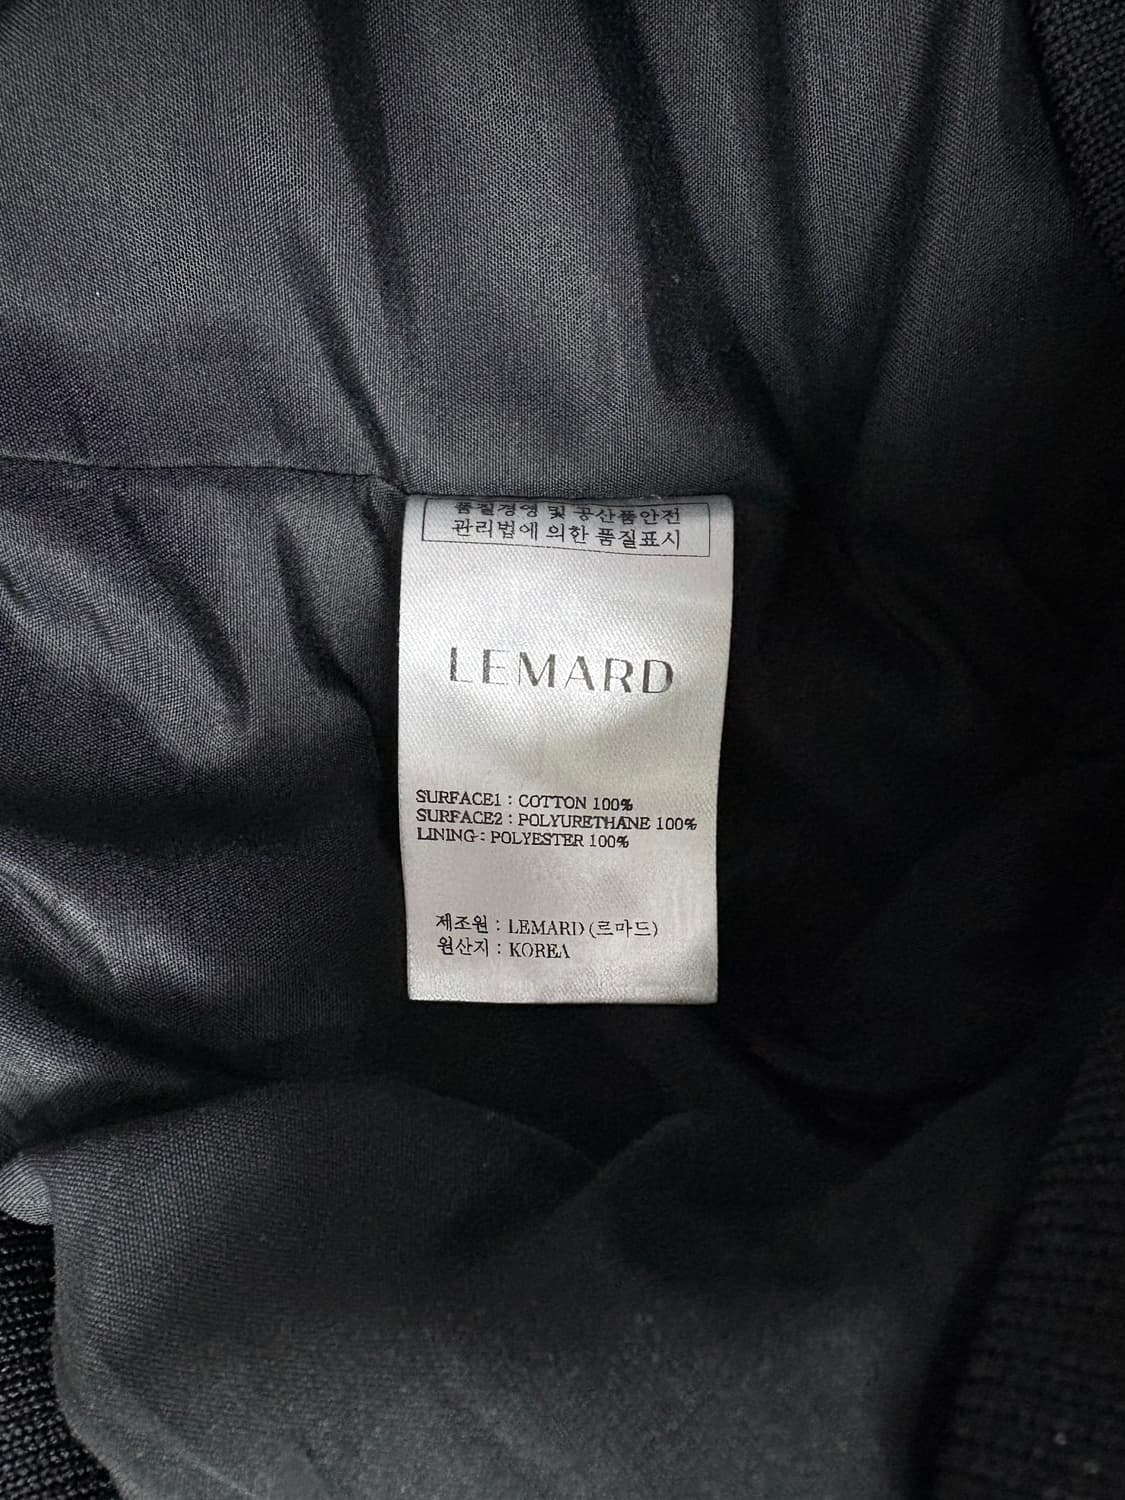 품질경영 및 공산품안전
관리법에 의한 품질표시
LEMARD
SURFACE1 : COTTON 100%
SURFACE2 : POLYURETHANE 100%
LINING : POLYESTER 100%
제조원 : LEMARD (르마드)
원산지 : KOREA